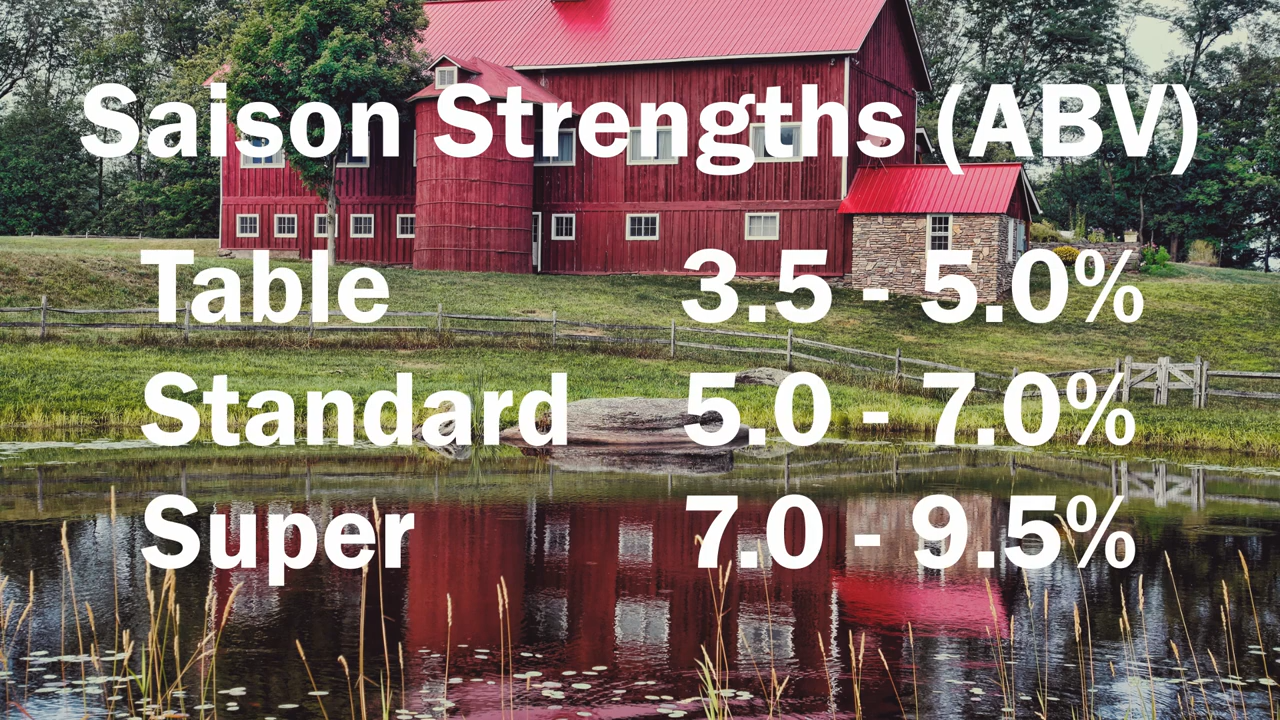 Saison Strengths (ABV)
Table 3.5 - 5.0%
Standard 5.0 - 7.0%
Super 7.0 - 9.5%